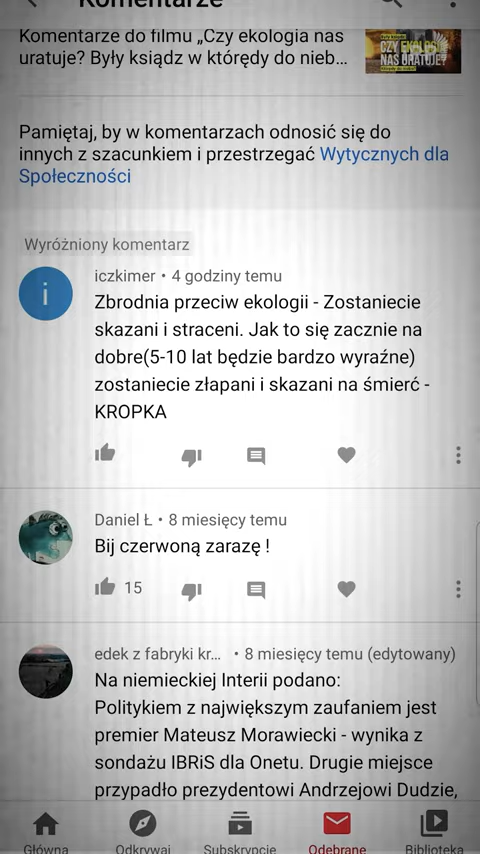 Komentarze
Komentarze do filmu „Czy ekologia nas
uratuje? Były ksiądz w którędy do nieb...
CZY EKOLOGIA
NAS URATUJE?
Pamiętaj, by w komentarzach odnosić się do
innych z szacunkiem i przestrzegać Wytycznych dla
Społeczności
Wyróżniony komentarz
i
iczkimer • 4 godziny temu
Zbrodnia przeciw ekologii - Zostaniecie
skazani i straceni. Jak to się zacznie na
dobre(5-10 lat będzie bardzo wyraźne)
zostaniecie złapani i skazani na śmierć -
KROPKA
Daniel Ł • 8 miesięcy temu
Bij czerwoną zarazę !
15
edek z fabryki kr... • 8 miesięcy temu (edytowany)
Na niemieckiej Interii podano:
Politykiem z największym zaufaniem jest
premier Mateusz Morawiecki - wynika z
sondażu IBRiS dla Onetu. Drugie miejsce
przypadło prezydentowi Andrzejowi Dudzie,
Główna
Odkrywaj
Subskrypcje
Odebrane
Biblioteka